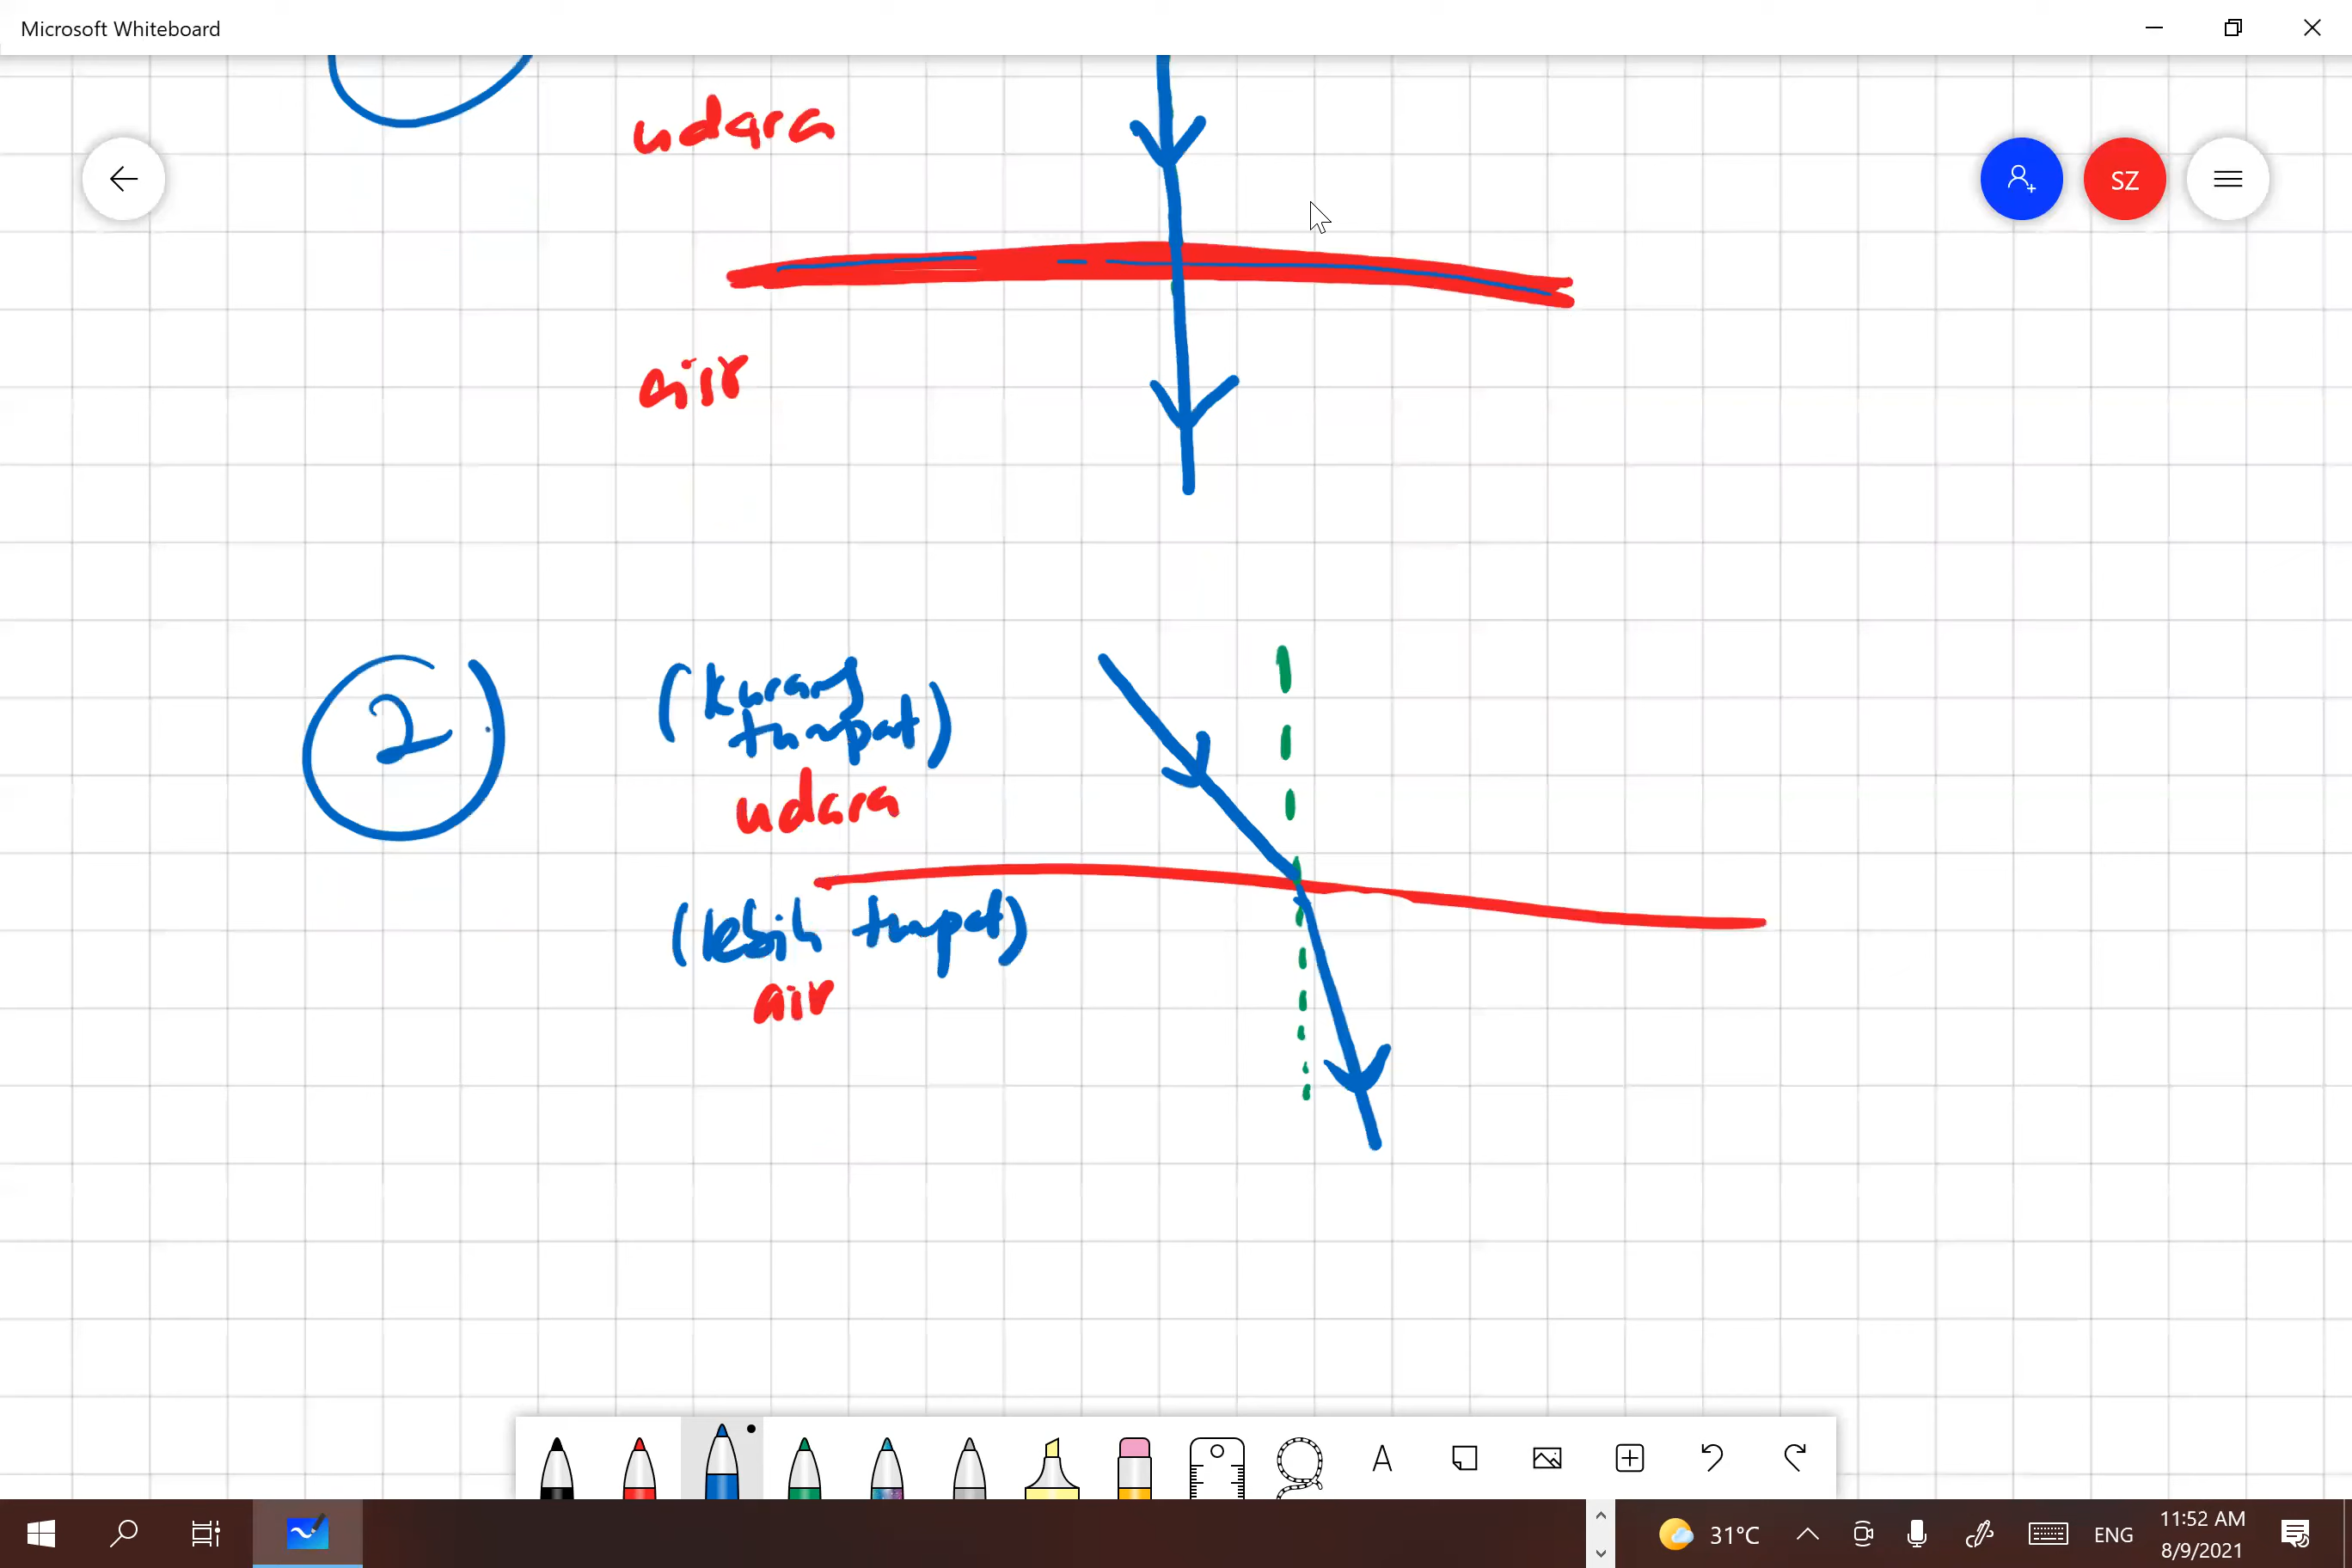 Microsoft Whiteboard
udara
SZ
air
2
(kurang
tumpat)
udara
(lebih tumpat)
air
A
31°C
ENG
11:52 AM
8/9/2021